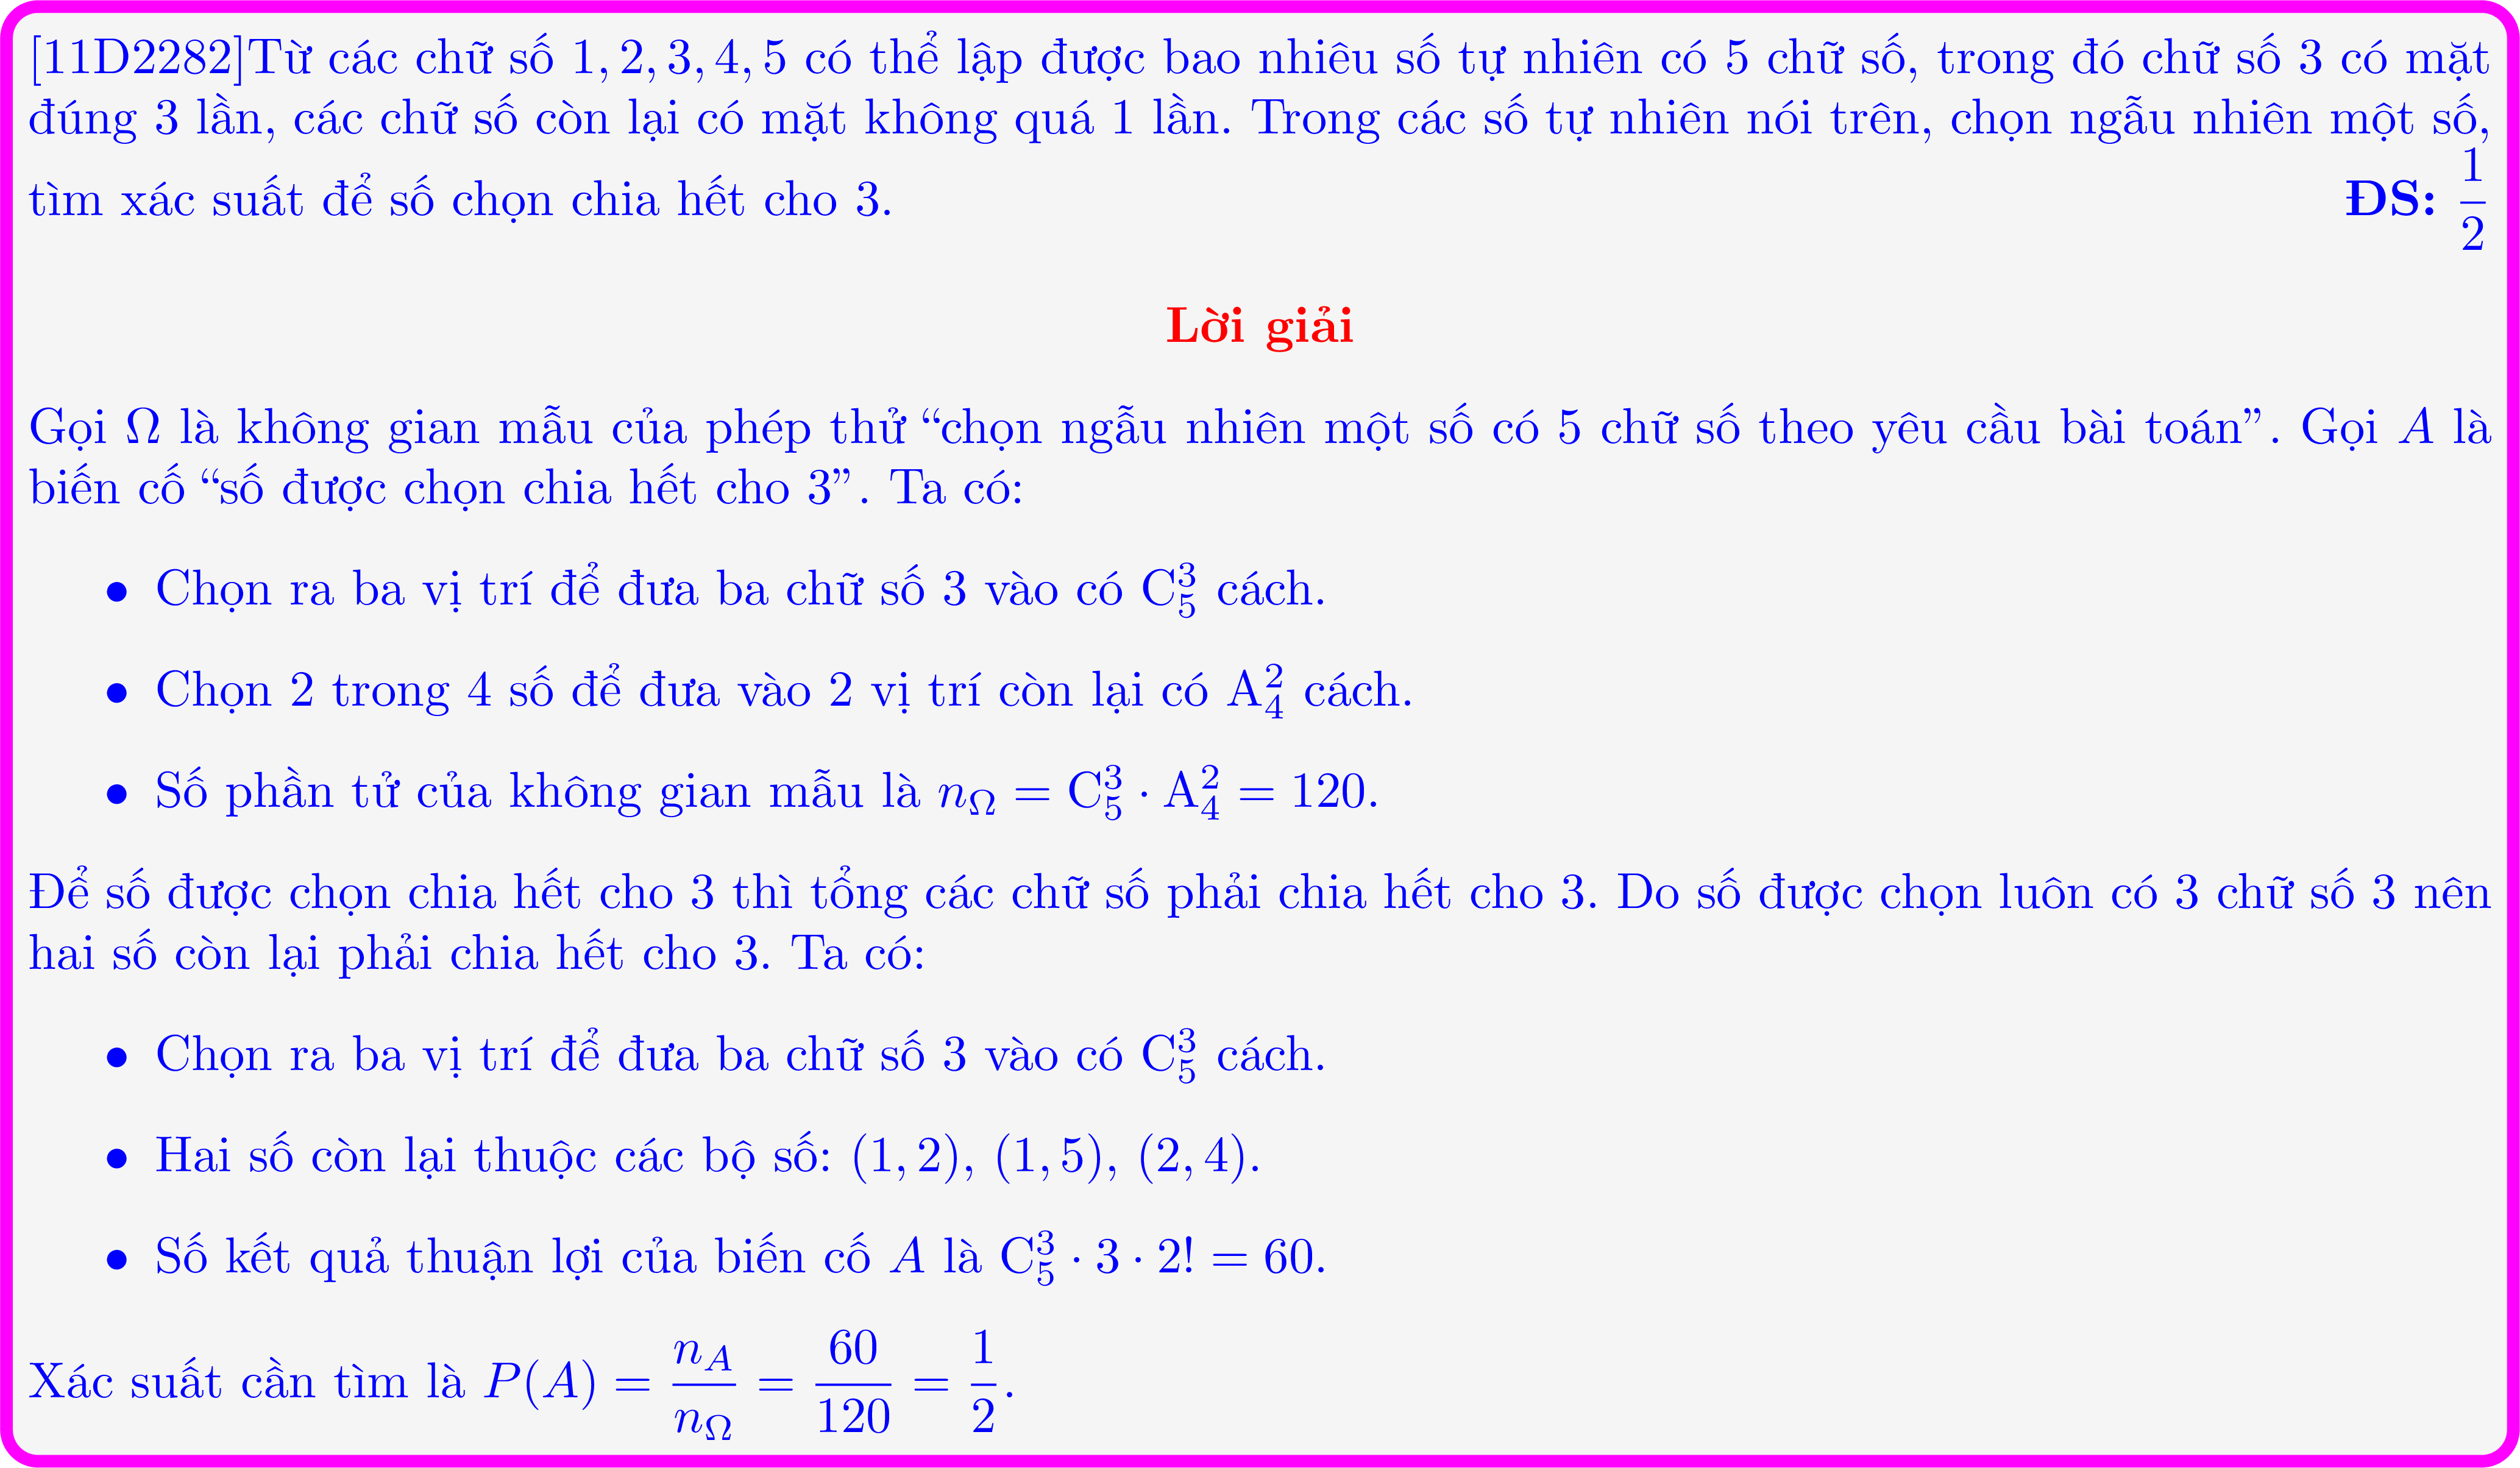 [11D2282]Từ các chữ số 1, 2, 3, 4, 5 có thể lập được bao nhiêu số tự nhiên có 5 chữ số, trong đó chữ số 3 có mặt
đúng 3 lần, các chữ số còn lại có mặt không quá 1 lần. Trong các số tự nhiên nói trên, chọn ngẫu nhiên một số,
tìm xác suất để số chọn chia hết cho 3. ĐS: $\frac{1}{2}$
Lời giải
Gọi Ω là không gian mẫu của phép thử “chọn ngẫu nhiên một số có 5 chữ số theo yêu cầu bài toán”. Gọi $A$ là
biến cố “số được chọn chia hết cho 3”. Ta có:
• Chọn ra ba vị trí để đưa ba chữ số 3 vào có $\mathrm{C}_5^3$ cách.
• Chọn 2 trong 4 số để đưa vào 2 vị trí còn lại có $\mathrm{A}_4^2$ cách.
• Số phần tử của không gian mẫu là $n_\Omega = \mathrm{C}_5^3 \cdot \mathrm{A}_4^2 = 120$.
Để số được chọn chia hết cho 3 thì tổng các chữ số phải chia hết cho 3. Do số được chọn luôn có 3 chữ số 3 nên
hai số còn lại phải chia hết cho 3. Ta có:
• Chọn ra ba vị trí để đưa ba chữ số 3 vào có $\mathrm{C}_5^3$ cách.
• Hai số còn lại thuộc các bộ số: (1, 2), (1, 5), (2, 4).
• Số kết quả thuận lợi của biến cố $A$ là $\mathrm{C}_5^3 \cdot 3 \cdot 2! = 60$.
Xác suất cần tìm là $P(A) = \frac{n_A}{n_\Omega} = \frac{60}{120} = \frac{1}{2}$.